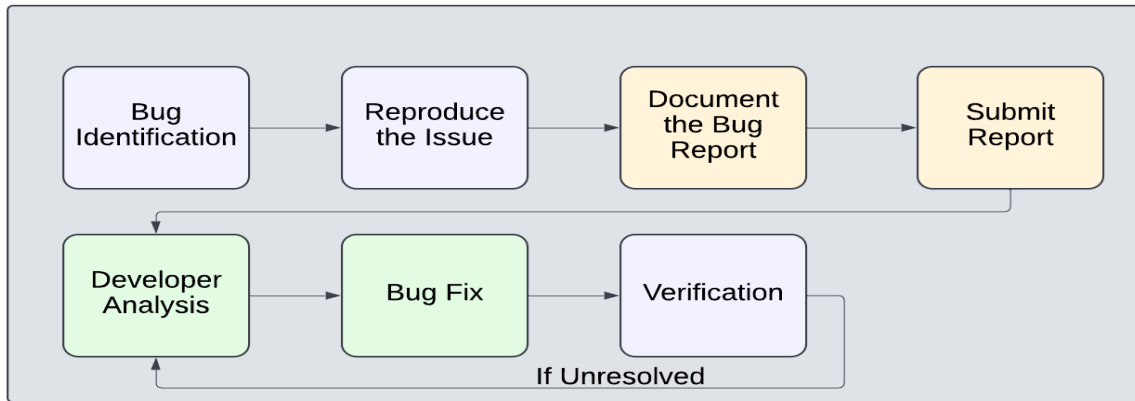 Bug
Identification
Reproduce
the Issue
Document
the Bug
Report
Submit
Report
Developer
Analysis
Bug Fix
Verification
If Unresolved